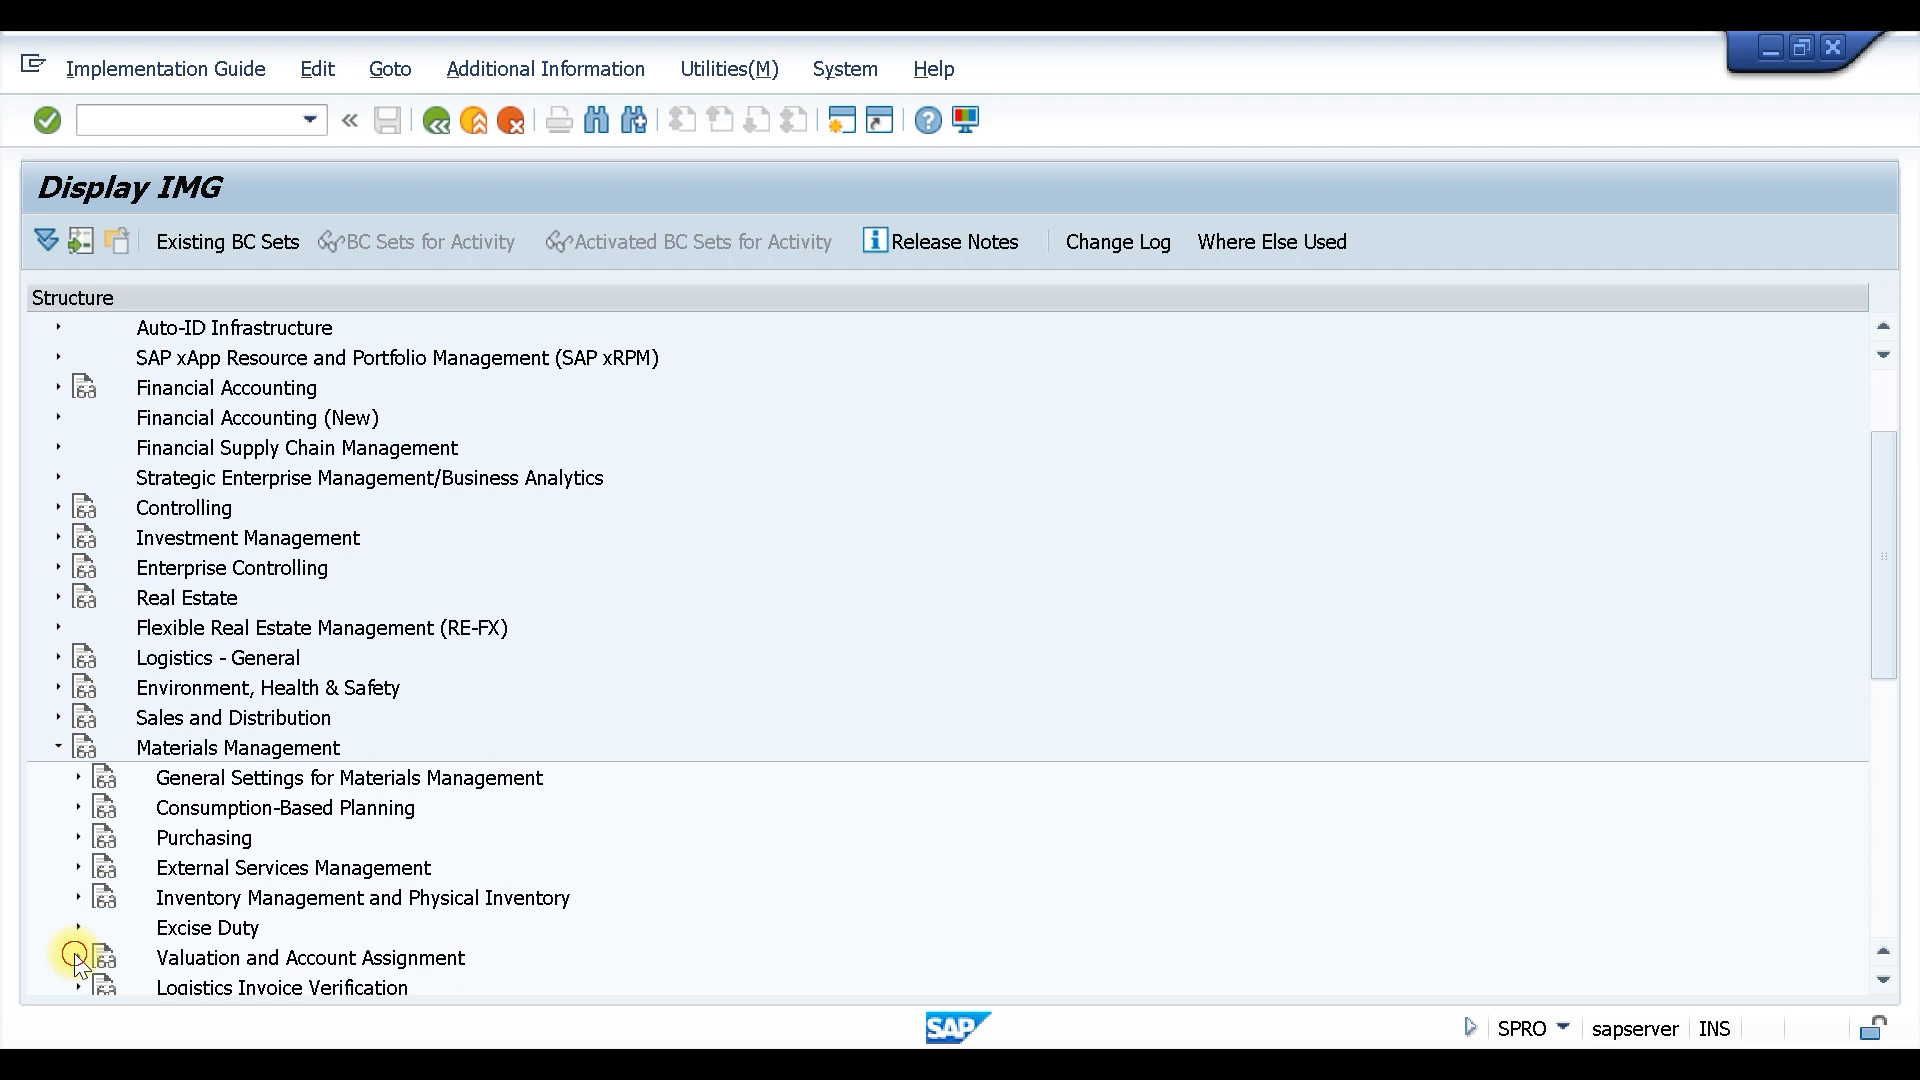 Implementation Guide Edit Goto Additional Information Utilities(M) System Help
Display IMG
Existing BC Sets BC Sets for Activity Activated BC Sets for Activity Release Notes Change Log Where Else Used
Structure
Auto-ID Infrastructure
SAP xApp Resource and Portfolio Management (SAP xRPM)
Financial Accounting
Financial Accounting (New)
Financial Supply Chain Management
Strategic Enterprise Management/Business Analytics
Controlling
Investment Management
Enterprise Controlling
Real Estate
Flexible Real Estate Management (RE-FX)
Logistics - General
Environment, Health & Safety
Sales and Distribution
Materials Management
General Settings for Materials Management
Consumption-Based Planning
Purchasing
External Services Management
Inventory Management and Physical Inventory
Excise Duty
Valuation and Account Assignment
Logistics Invoice Verification
SAP SPRO sapserver INS